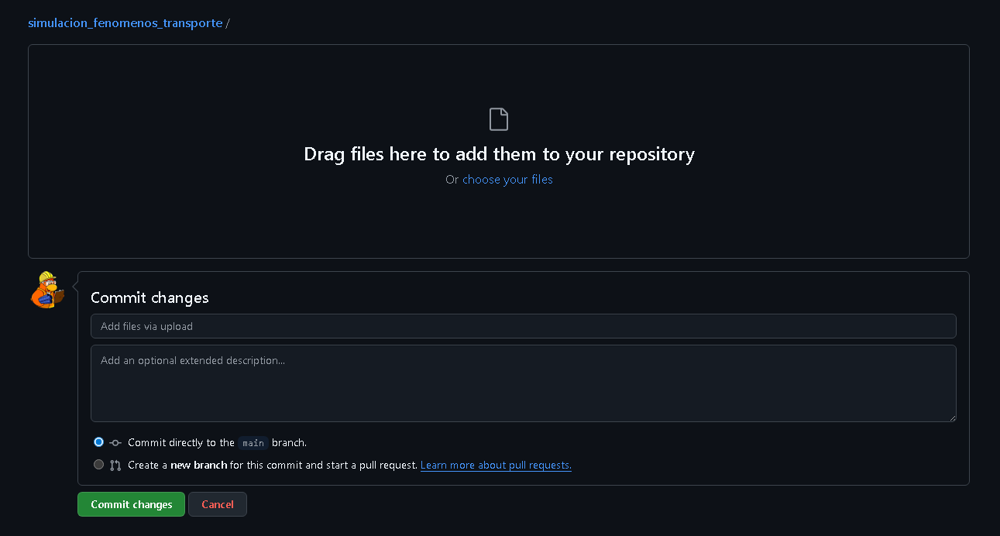 simulacion_fenomenos_transporte /
Drag files here to add them to your repository
Or choose your files
Commit changes
Add files via upload
Add an optional extended description...
Commit directly to the main branch.
Create a new branch for this commit and start a pull request. Learn more about pull requests.
Commit changes Cancel